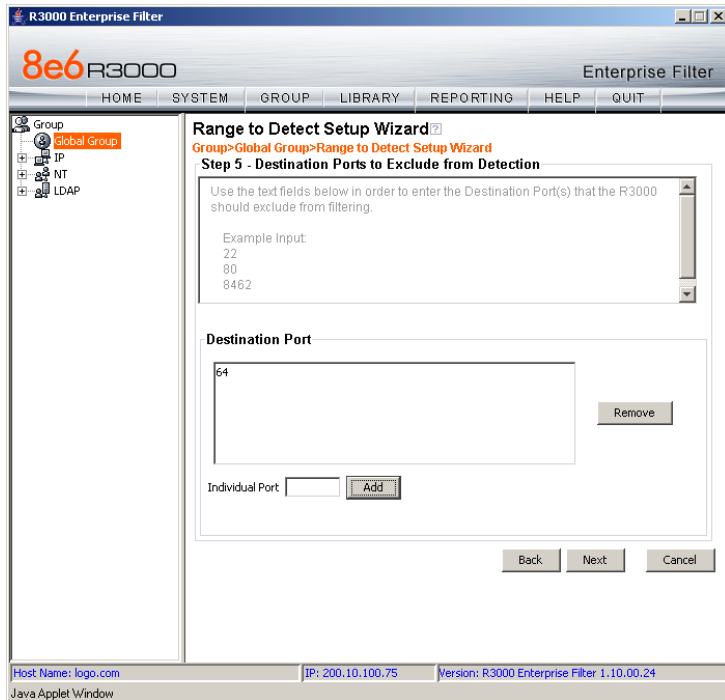 R3000 Enterprise Filter
8e6 R3000
Enterprise Filter
HOME SYSTEM GROUP LIBRARY REPORTING HELP QUIT
Group
Global Group
IP
NT
LDAP
Range to Detect Setup Wizard?
Group>Global Group>Range to Detect Setup Wizard
Step 5 - Destination Ports to Exclude from Detection
Use the text fields below in order to enter the Destination Port(s) that the R3000
should exclude from filtering.
Example Input:
22
80
8462
Destination Port
64
Remove
Individual Port Add
Back Next Cancel
Host Name: logo.com IP: 200.10.100.75 Version: R3000 Enterprise Filter 1.10.00.24
Java Applet Window